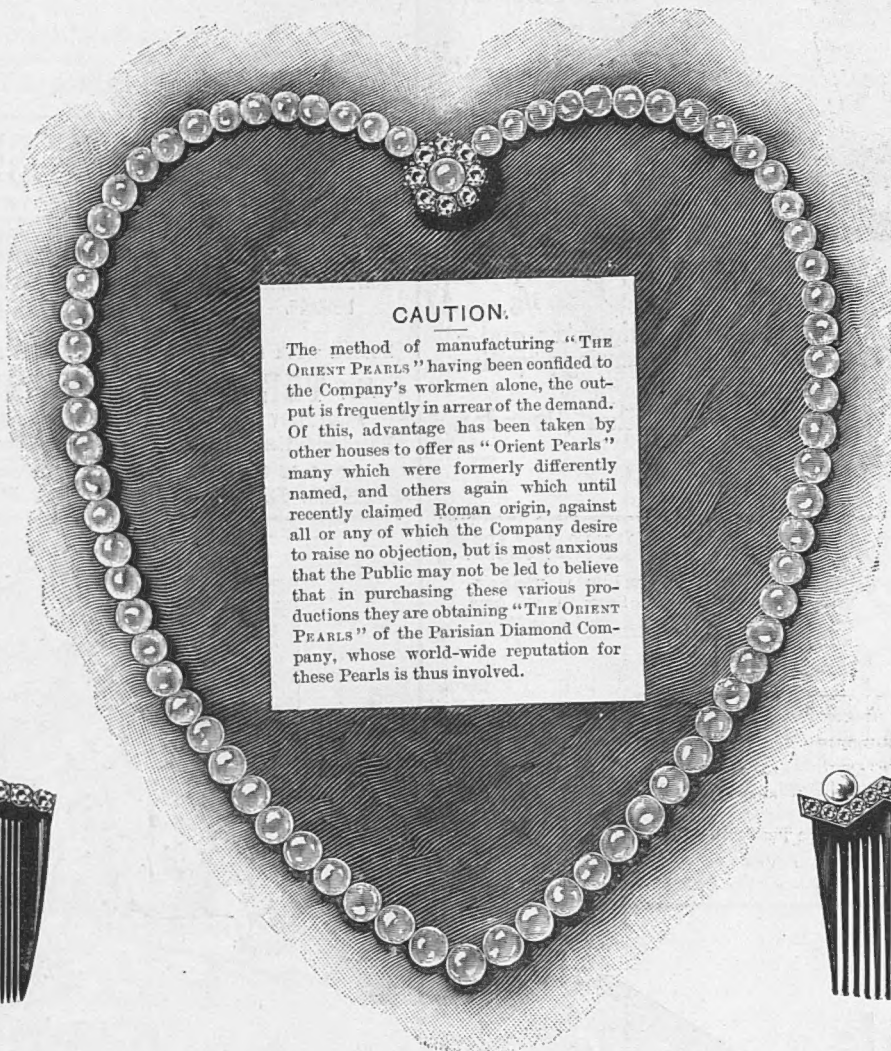 CAUTION.
The method of manufacturing "THE
ORIENT PEARLS" having been confided to
the Company's workmen alone, the out-
put is frequently in arrear of the demand.
Of this, advantage has been taken by
other houses to offer as "Orient Pearls"
many which were formerly differently
named, and others again which until
recently claimed Roman origin, against
all or any of which the Company desire
to raise no objection, but is most anxious
that the Public may not be led to believe
that in purchasing these various pro-
ductions they are obtaining "THE ORIENT
PEARLS" of the Parisian Diamond Com-
pany, whose world-wide reputation for
these Pearls is thus involved.